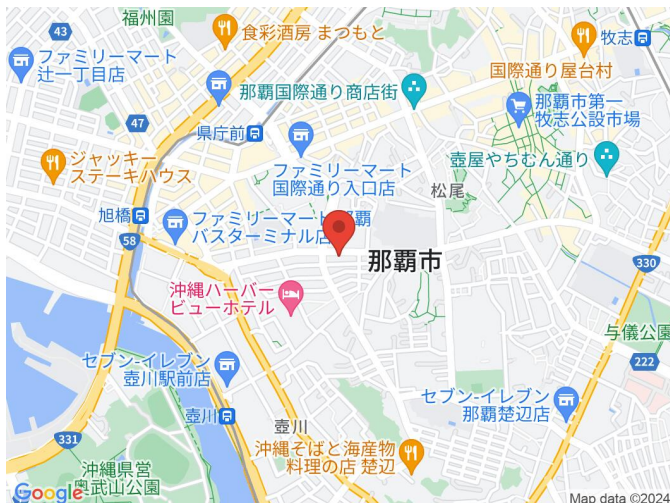 福州園
食彩酒房 まつもと
43
牧志
ファミリーマート
辻一丁目店
国際通り屋台村
那覇国際通り商店街
47
県庁前
那覇市第一
牧志公設市場
ジャッキー
ステーキハウス
ファミリーマート
国際通り入口店
壺屋やちむん通り
松尾
旭橋
58
ファミリーマート那覇
バスターミナル店
那覇市
330
沖縄ハーバー
ビューホテル
与儀公園
222
セブン-イレブン
壺川駅前店
セブン-イレブン
那覇楚辺店
壺川
壺川
331
沖縄そばと海産物
料理の店 楚辺
沖縄県営
奥武山公園
Google
Map data ©2024